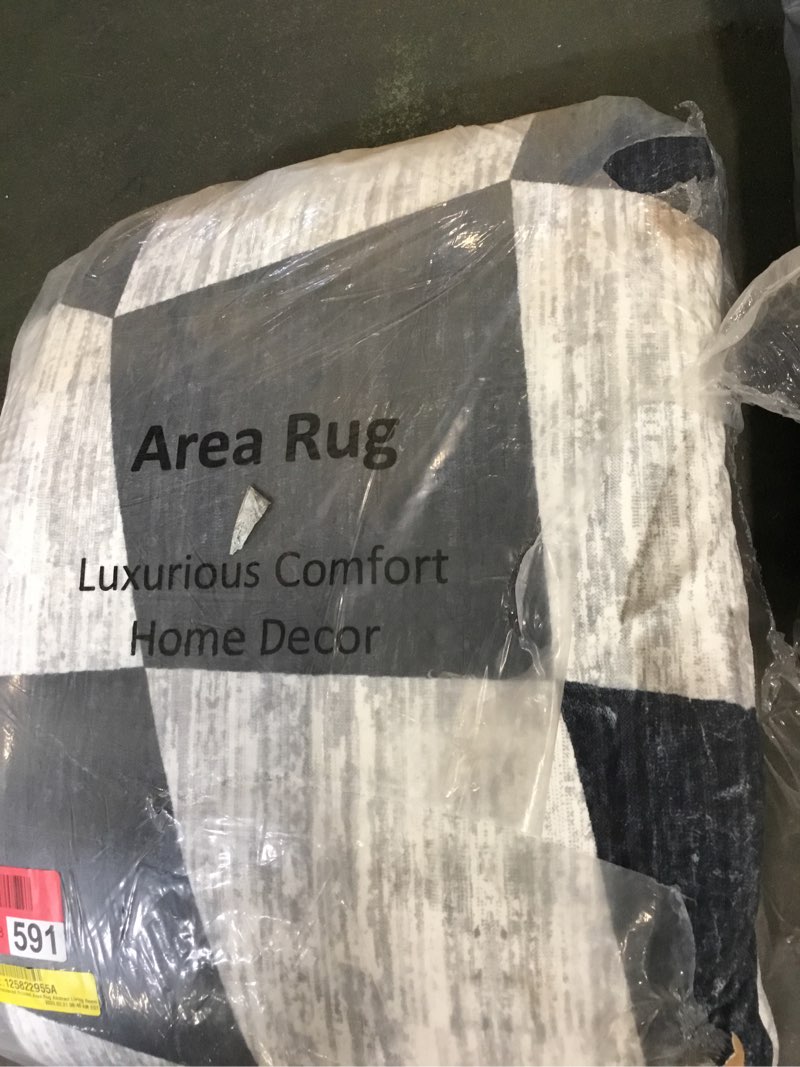 Area Rug
Luxurious Comfort
Home Decor
591
125822955A